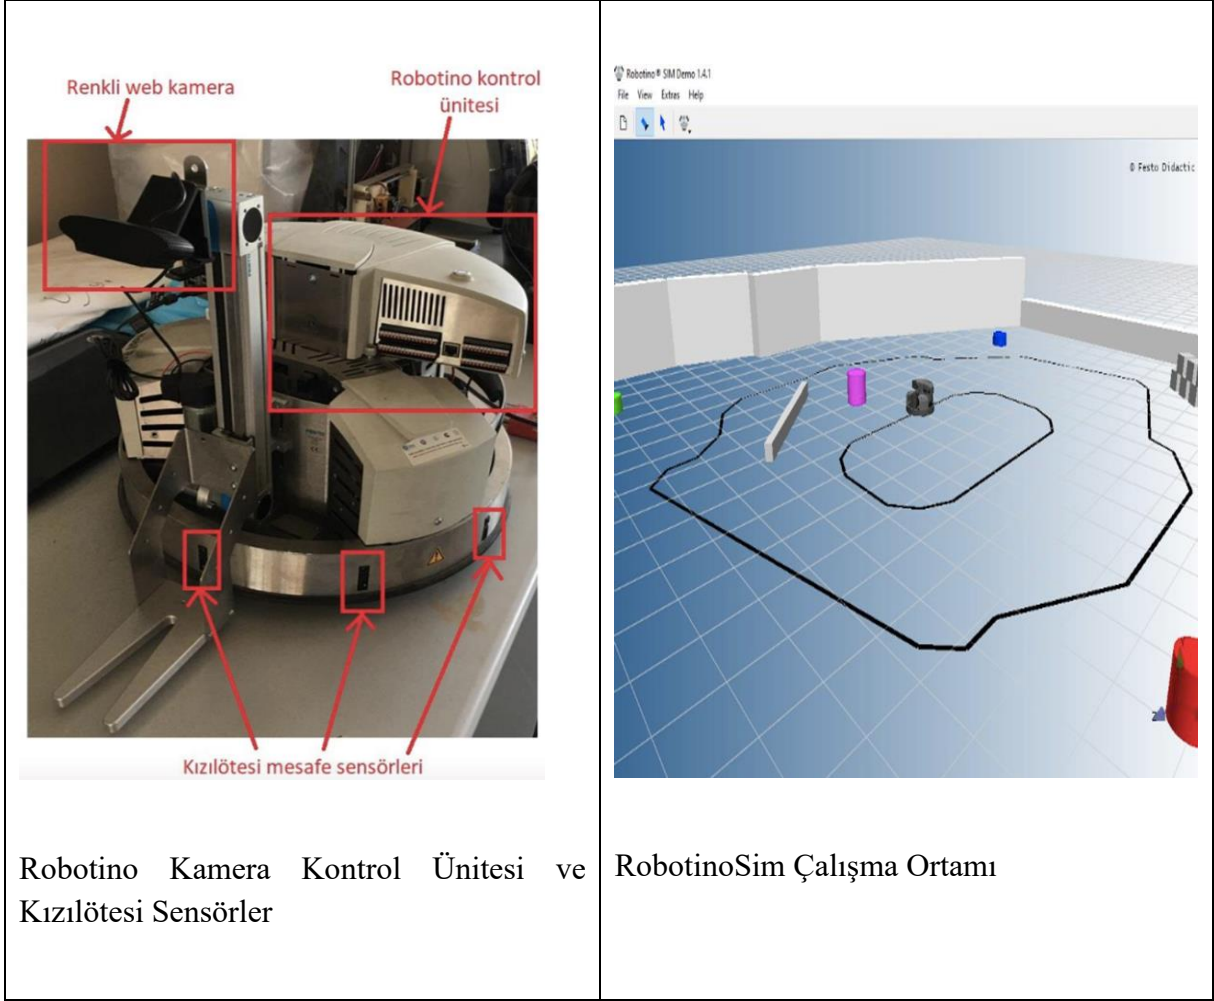 Renkli web kamera
Robotino kontrol
ünitesi
Kızılötesi mesafe sensörleri
Robotino Kamera Kontrol Ünitesi ve
Kızılötesi Sensörler
Robotino® SIM Demo 1.4.1
File View Extras Help
© Festo Didactic
RobotinoSim Çalışma Ortamı